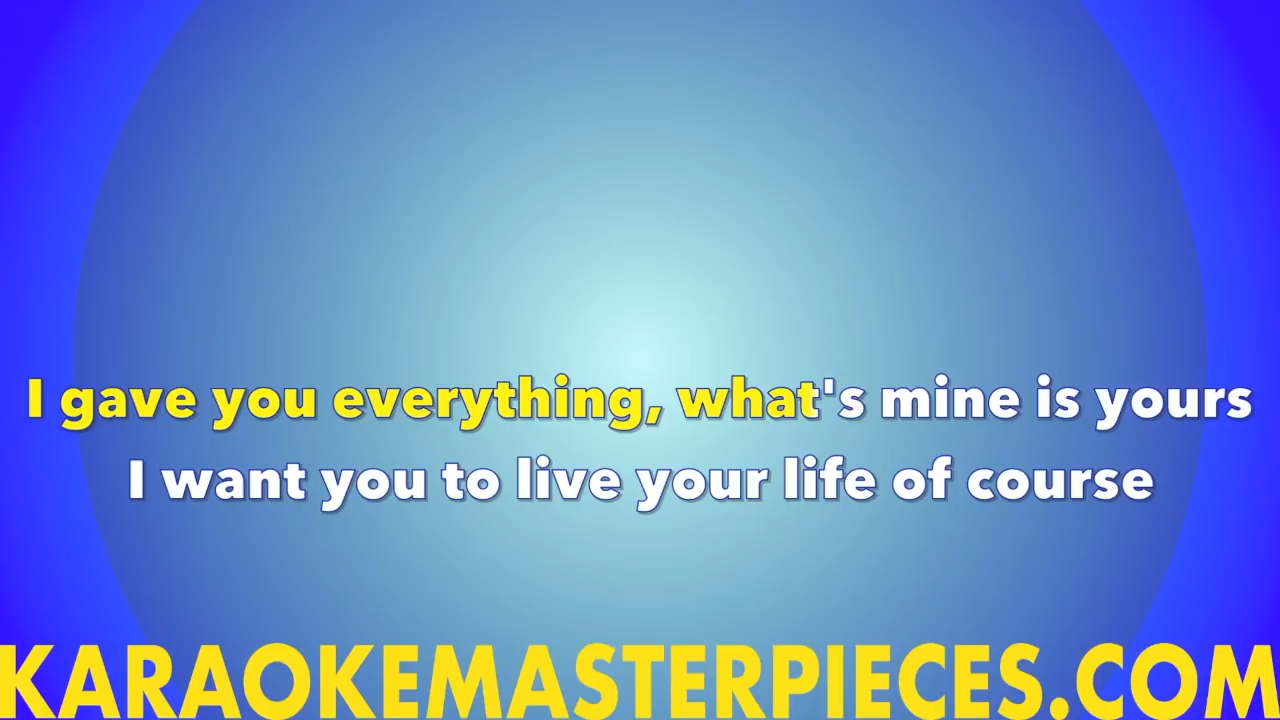 I gave you everything, what's mine is yours
I want you to live your life of course
KARAOKEMASTERPIECES.COM